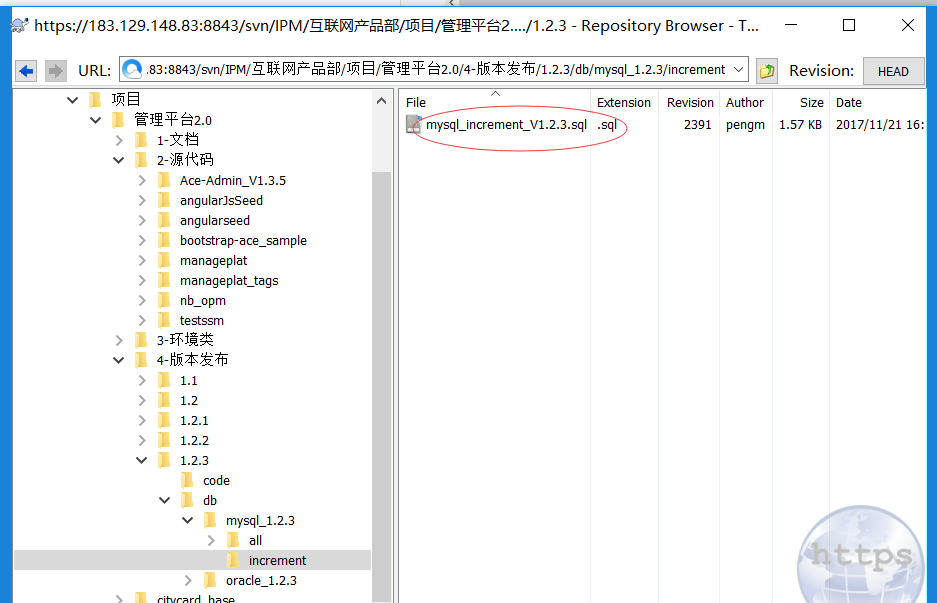 https://183.129.148.83:8843/svn/IPM/互联网产品部/项目/管理平台2..../1.2.3 - Repository Browser - T...
URL: .83:8843/svn/IPM/互联网产品部/项目/管理平台2.0/4-版本发布/1.2.3/db/mysql_1.2.3/increment Revision: HEAD
项目
管理平台2.0
1-文档
2-源代码
Ace-Admin_V1.3.5
angularJsSeed
angularseed
bootstrap-ace_sample
manageplat
manageplat_tags
nb_opm
testssm
3-环境类
4-版本发布
1.1
1.2
1.2.1
1.2.2
1.2.3
code
db
mysql_1.2.3
all
increment
oracle_1.2.3
citycard_base
File Extension Revision Author Size Date
mysql_increment_V1.2.3.sql .sql 2391 pengm 1.57 KB 2017/11/21 16:
https